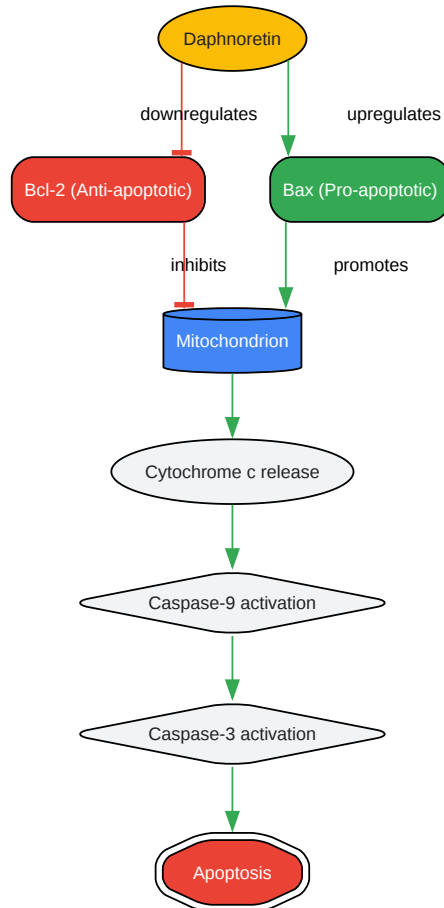 Daphnoretin
downregulates
upregulates
Bcl-2 (Anti-apoptotic)
Bax (Pro-apoptotic)
inhibits
promotes
Mitochondrion
Cytochrome c release
Caspase-9 activation
Caspase-3 activation
Apoptosis